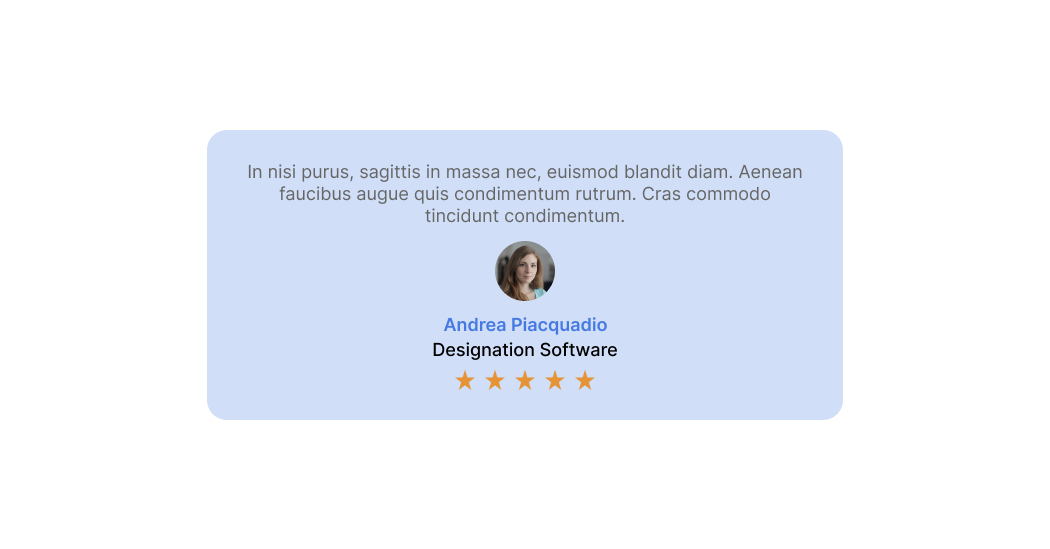 In nisi purus, sagittis in massa nec, euismod blandit diam. Aenean
faucibus augue quis condimentum rutrum. Cras commodo
tincidunt condimentum.
Andrea Piacquadio
Designation Software